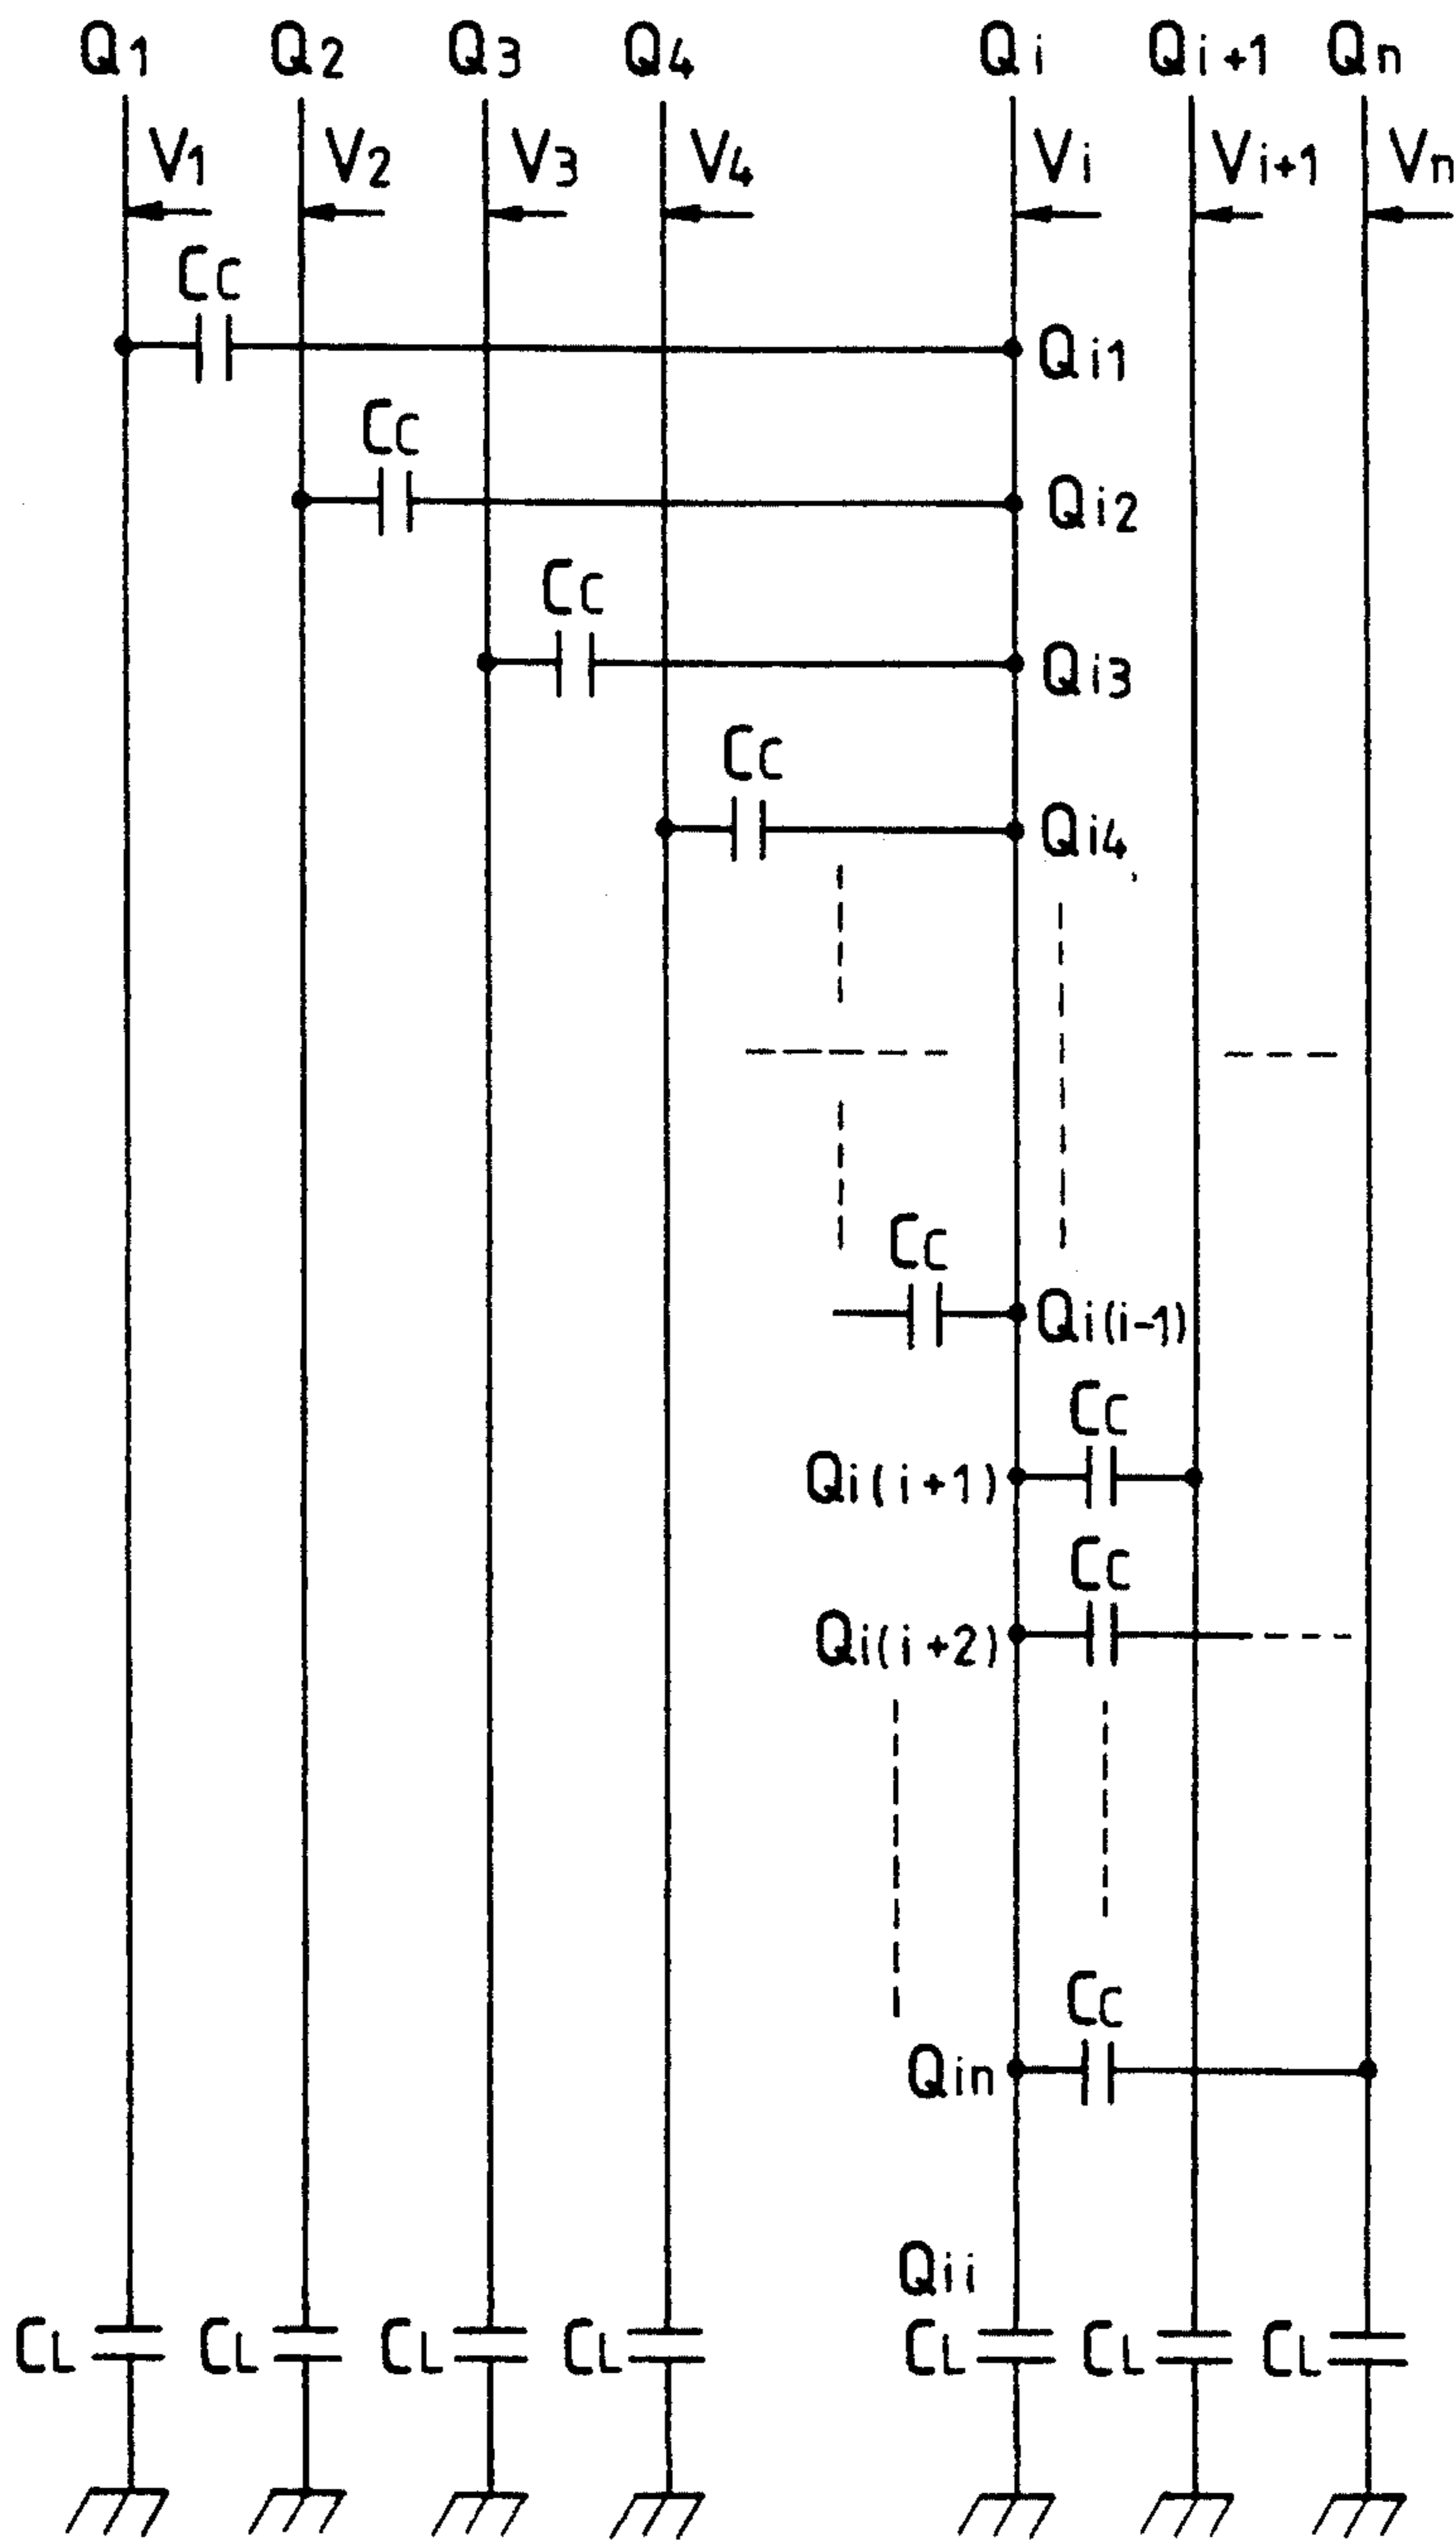 Q1 Q2 Q3 Q4 Qi Qi+1 Qn
V1 V2 V3 V4 Vi Vi+1 Vn
Cc
Qi1
Cc
Qi2
Cc
Qi3
Cc
Qi4
Cc
Qi(i-1)
Cc
Qi(i+1)
Cc
Qi(i+2)
Cc
Qin
Qii
CL CL CL CL CL CL CL